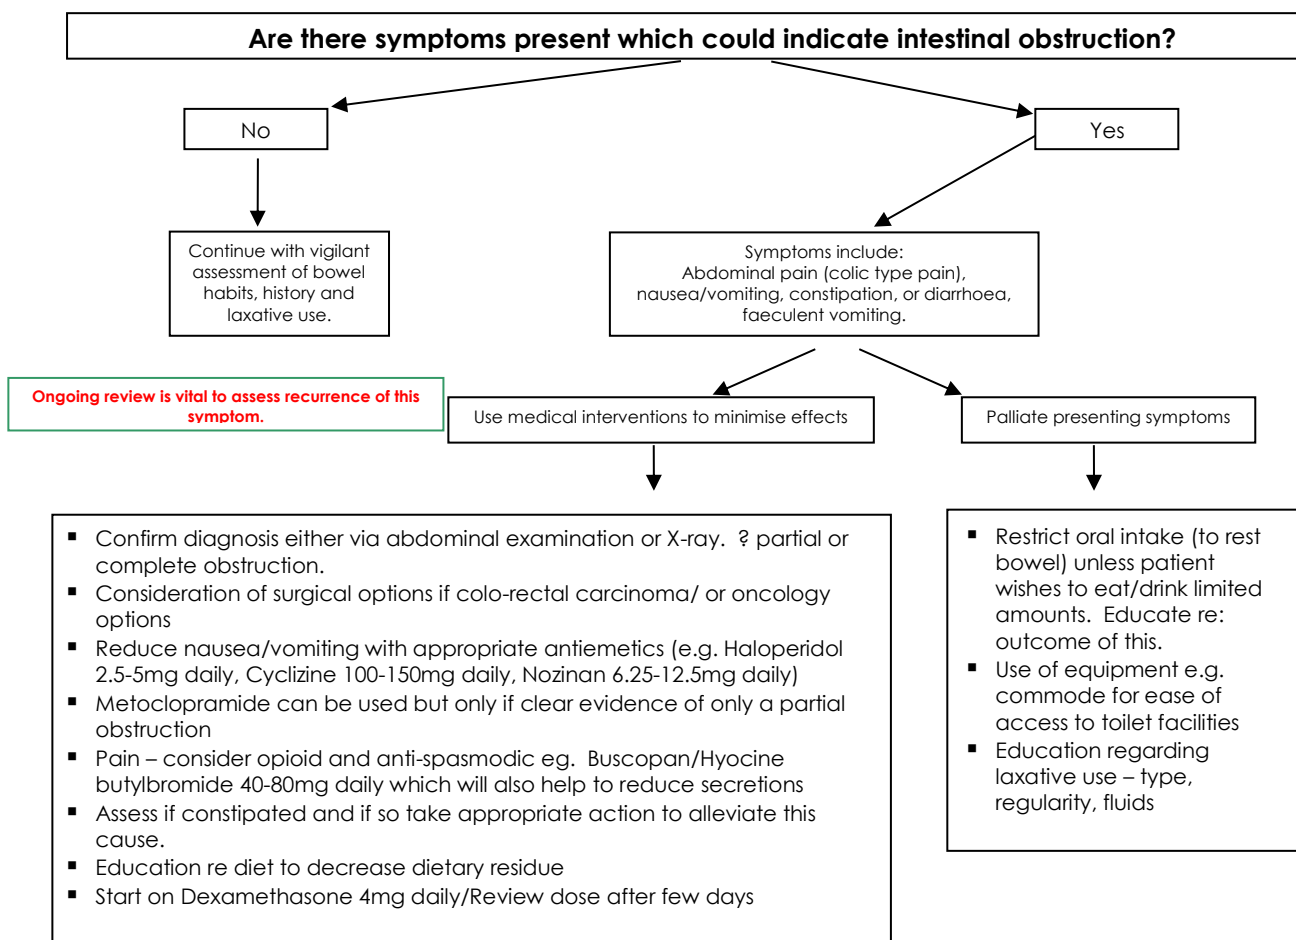 Are there symptoms present which could indicate intestinal obstruction?
No
Yes
Continue with vigilant
assessment of bowel
habits, history and
laxative use.
Symptoms include:
Abdominal pain (colic type pain),
nausea/vomiting, constipation, or diarrhoea,
faeculent vomiting.
Ongoing review is vital to assess recurrence of this
symptom.
Use medical interventions to minimise effects
Palliate presenting symptoms
▪ Confirm diagnosis either via abdominal examination or X-ray. ? partial or
complete obstruction.
▪ Consideration of surgical options if colo-rectal carcinoma/ or oncology
options
▪ Reduce nausea/vomiting with appropriate antiemetics (e.g. Haloperidol
2.5-5mg daily, Cyclizine 100-150mg daily, Nozinan 6.25-12.5mg daily)
▪ Metoclopramide can be used but only if clear evidence of only a partial
obstruction
▪ Pain – consider opioid and anti-spasmodic eg. Buscopan/Hyocine
butylbromide 40-80mg daily which will also help to reduce secretions
▪ Assess if constipated and if so take appropriate action to alleviate this
cause.
▪ Education re diet to decrease dietary residue
▪ Start on Dexamethasone 4mg daily/Review dose after few days
▪ Restrict oral intake (to rest
bowel) unless patient
wishes to eat/drink limited
amounts. Educate re:
outcome of this.
▪ Use of equipment e.g.
commode for ease of
access to toilet facilities
▪ Education regarding
laxative use – type,
regularity, fluids